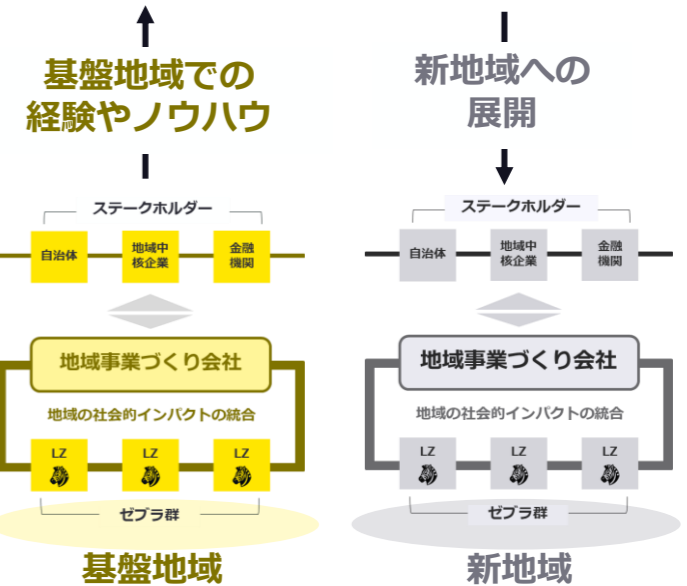 基盤地域での
経験やノウハウ
ステークホルダー
自治体
地域中
核企業
金融
機関
地域事業づくり会社
地域の社会的インパクトの統合
LZ
LZ
LZ
ゼブラ群
基盤地域
新地域への
展開
ステークホルダー
自治体
地域中
核企業
金融
機関
地域事業づくり会社
地域の社会的インパクトの統合
LZ
LZ
LZ
ゼブラ群
新地域